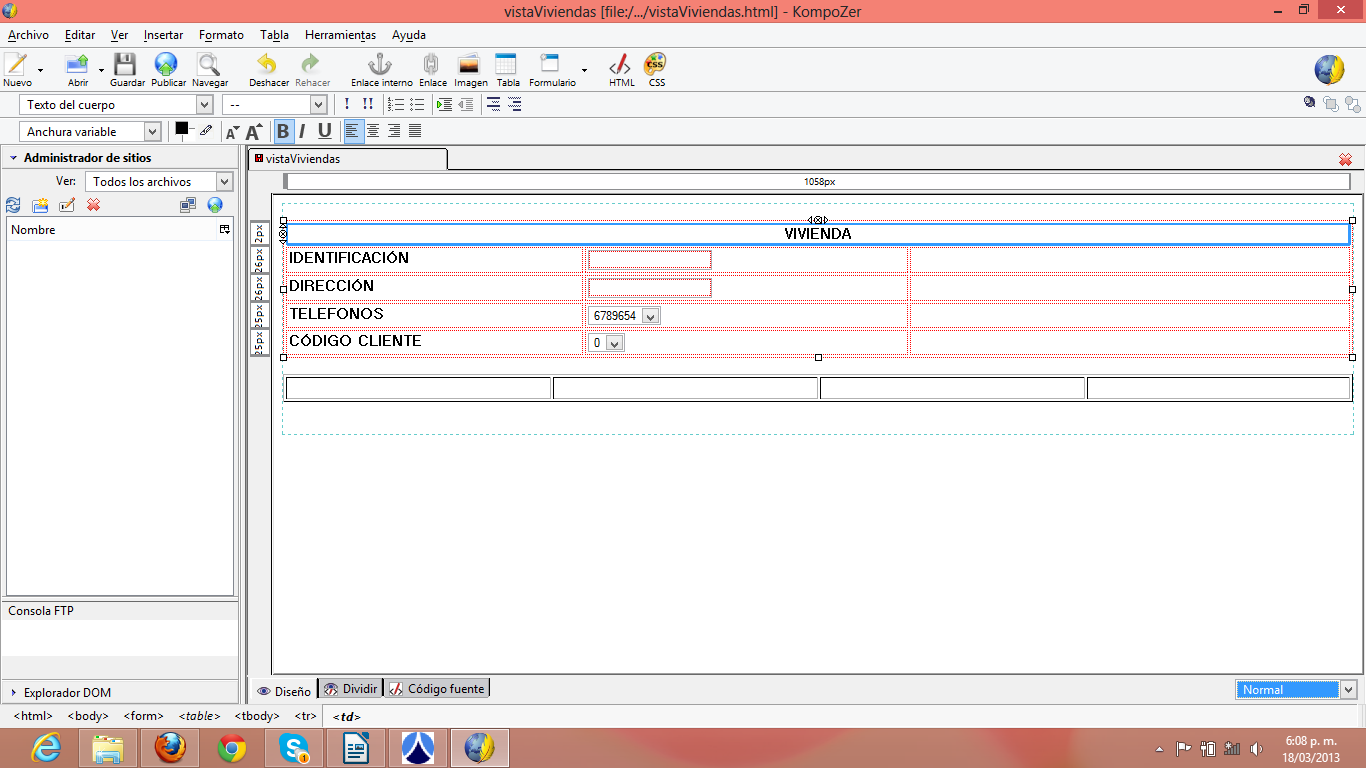 vistaViviendas [file:/.../vistaViviendas.html] - KompoZer
Archivo Editar Ver Insertar Formato Tabla Herramientas Ayuda
Nuevo Abrir Guardar Publicar Navegar Deshacer Rehacer Enlace interno Enlace Imagen Tabla Formulario HTML CSS
Texto del cuerpo -- ! !!
Anchura variable A A B I U
Administrador de sitios
Ver: Todos los archivos
Nombre
Consola FTP
Explorador DOM
vistaViviendas
1058px
2px
26px
26px
25px
25px
VIVIENDA
IDENTIFICACIÓN
DIRECCIÓN
TELEFONOS 6789654
CÓDIGO CLIENTE 0
Diseño Dividir Código fuente Normal
<html> <body> <form> <table> <tbody> <tr> <td>
6:08 p. m.
18/03/2013